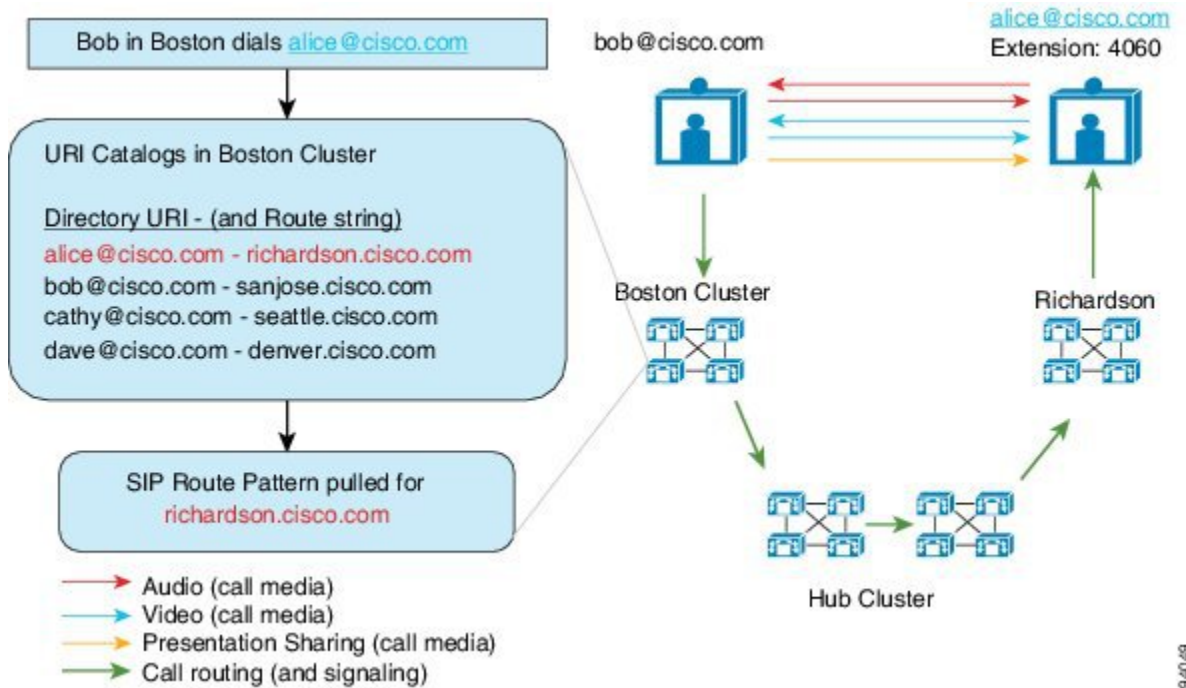 Bob in Boston dials alice@cisco.com
URI Catalogs in Boston Cluster
Directory URI - (and Route string)
alice@cisco.com - richardson.cisco.com
bob@cisco.com - sanjose.cisco.com
cathy@cisco.com - seattle.cisco.com
dave@cisco.com - denver.cisco.com
SIP Route Pattern pulled for
richardson.cisco.com
Audio (call media)
Video (call media)
Presentation Sharing (call media)
Call routing (and signaling)
bob@cisco.com
alice@cisco.com
Extension: 4060
Boston Cluster
Richardson
Hub Cluster